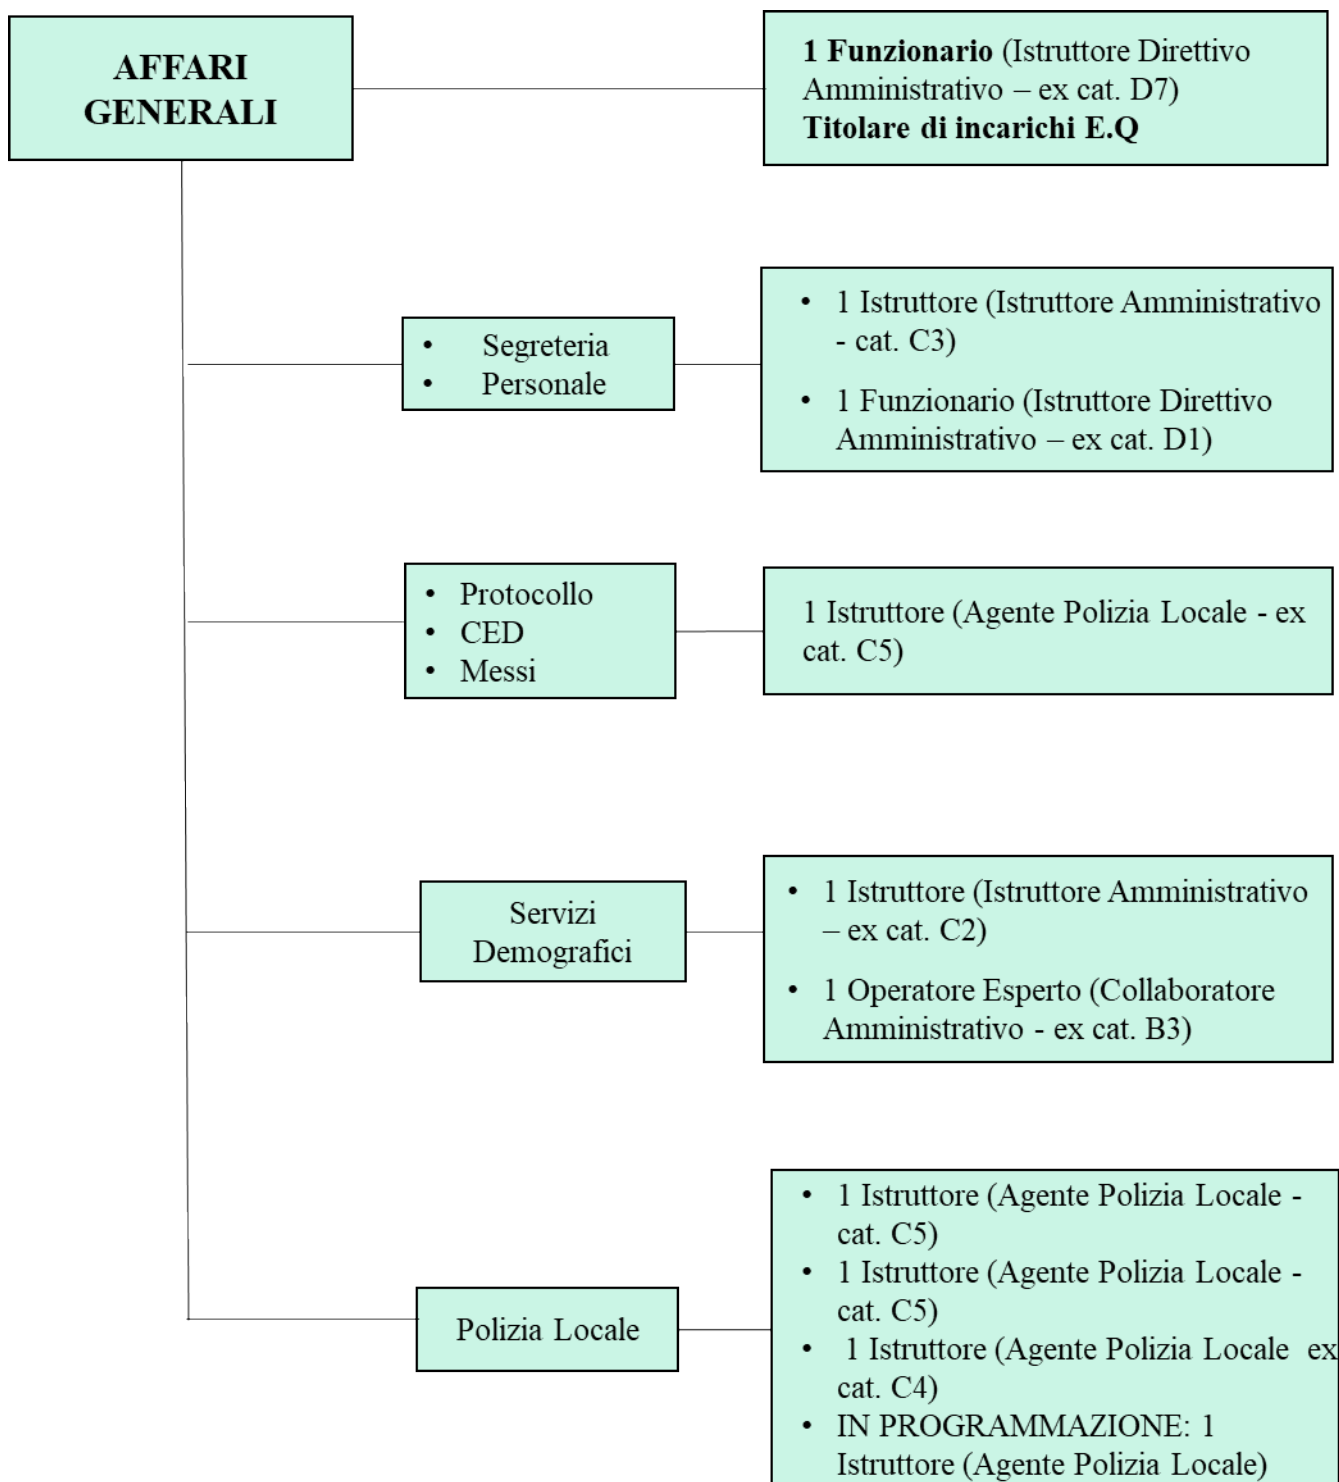 AFFARI
GENERALI
1 Funzionario (Istruttore Direttivo
Amministrativo – ex cat. D7)
Titolare di incarichi E.Q
• Segreteria
• Personale
• 1 Istruttore (Istruttore Amministrativo
- cat. C3)
• 1 Funzionario (Istruttore Direttivo
Amministrativo – ex cat. D1)
• Protocollo
• CED
• Messi
1 Istruttore (Agente Polizia Locale - ex
cat. C5)
Servizi
Demografici
• 1 Istruttore (Istruttore Amministrativo
– ex cat. C2)
• 1 Operatore Esperto (Collaboratore
Amministrativo - ex cat. B3)
Polizia Locale
• 1 Istruttore (Agente Polizia Locale -
cat. C5)
• 1 Istruttore (Agente Polizia Locale -
cat. C5)
• 1 Istruttore (Agente Polizia Locale ex
cat. C4)
• IN PROGRAMMAZIONE: 1
Istruttore (Agente Polizia Locale)